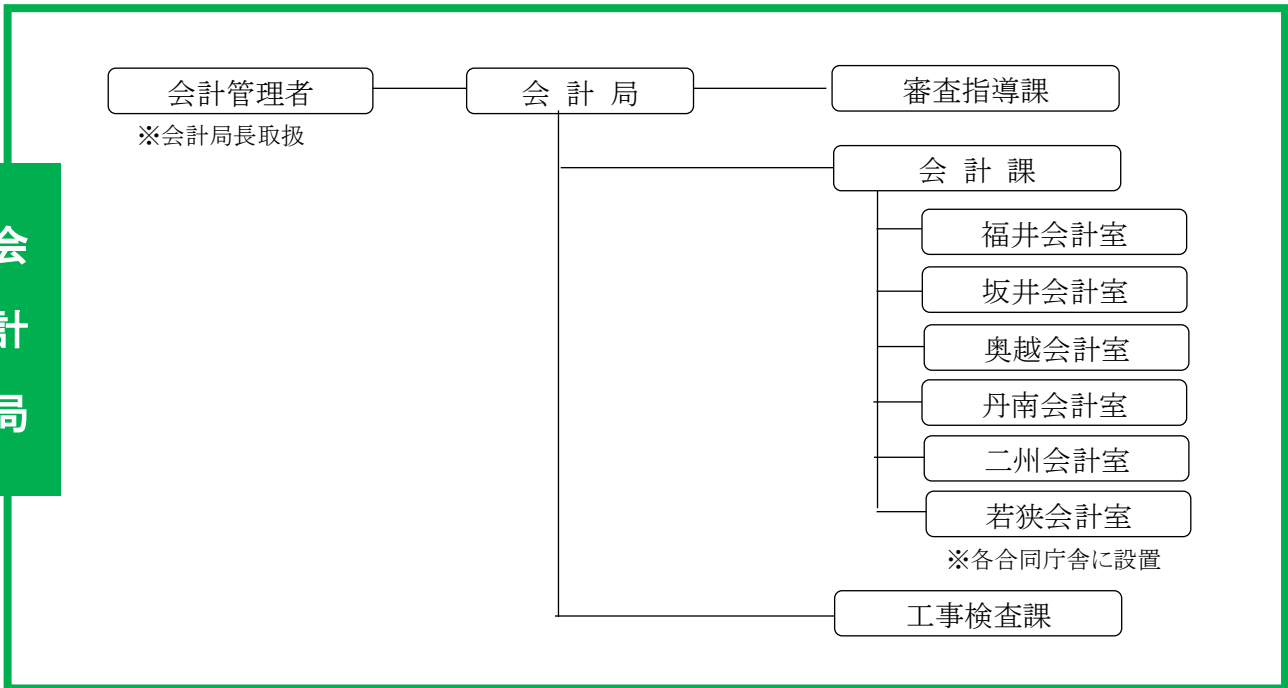 会計管理者
会 計 局
審査指導課
※会計局長取扱
会 計 課
福井会計室
坂井会計室
奥越会計室
丹南会計室
二州会計室
若狭会計室
※各合同庁舎に設置
工事検査課
会
計
局